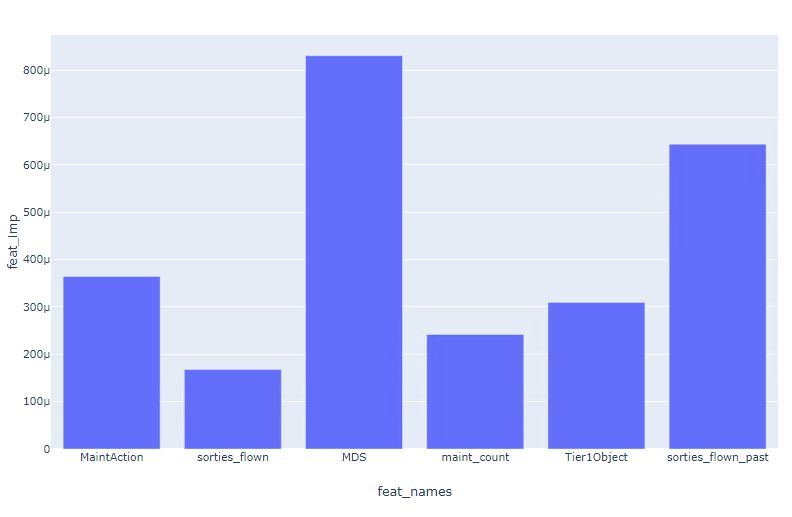 800μ
700μ
600μ
500μ
400μ
300μ
200μ
100μ
0
feat_Imp
MaintAction sorties_flown MDS maint_count Tier1Object sorties_flown_past
feat_names